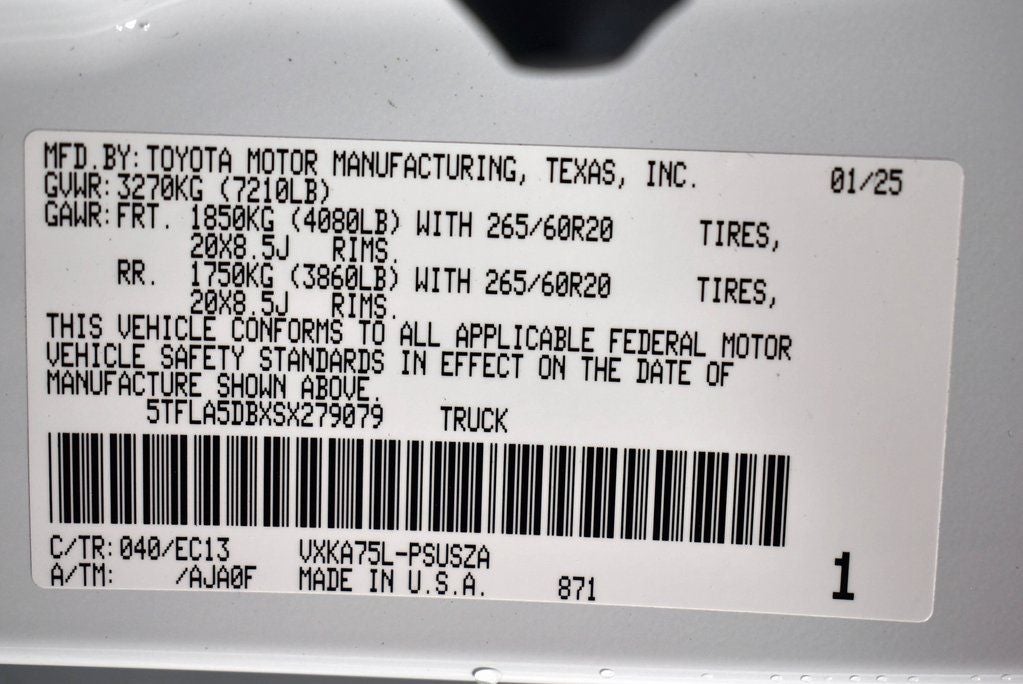 MFD.BY:TOYOTA MOTOR MANUFACTURING, TEXAS, INC. 01/25
GVWR:3270KG (7210LB)
GAWR:FRT. 1850KG (4080LB) WITH 265/60R20 TIRES,
20X8.5J RIMS.
RR. 1750KG (3860LB) WITH 265/60R20 TIRES,
20X8.5J RIMS.
THIS VEHICLE CONFORMS TO ALL APPLICABLE FEDERAL MOTOR
VEHICLE SAFETY STANDARDS IN EFFECT ON THE DATE OF
MANUFACTURE SHOWN ABOVE.
5TFLA5DBXSX279079 TRUCK
C/TR:040/EC13 VXKA75L-PSUSZA
A/TM: /AJA0F MADE IN U.S.A. 871 1